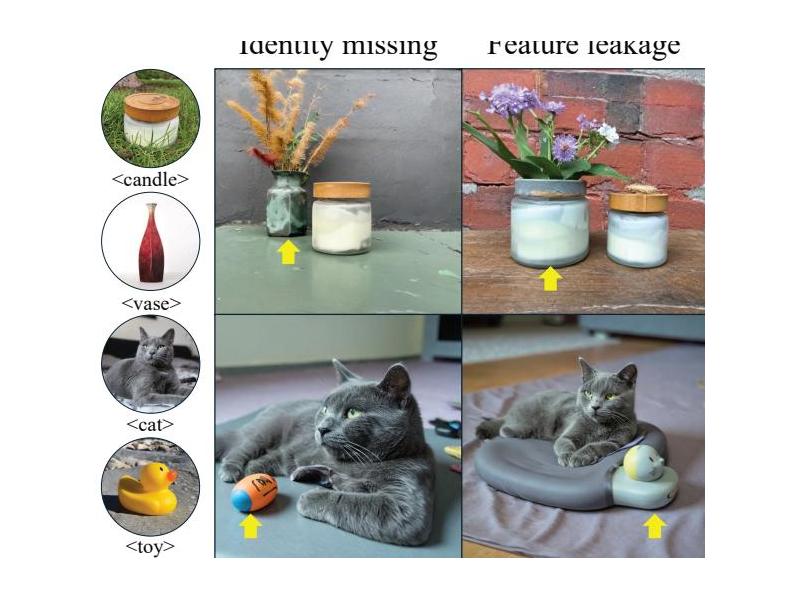 Identity missing
Feature leakage
<candle>
<vase>
<cat>
<toy>